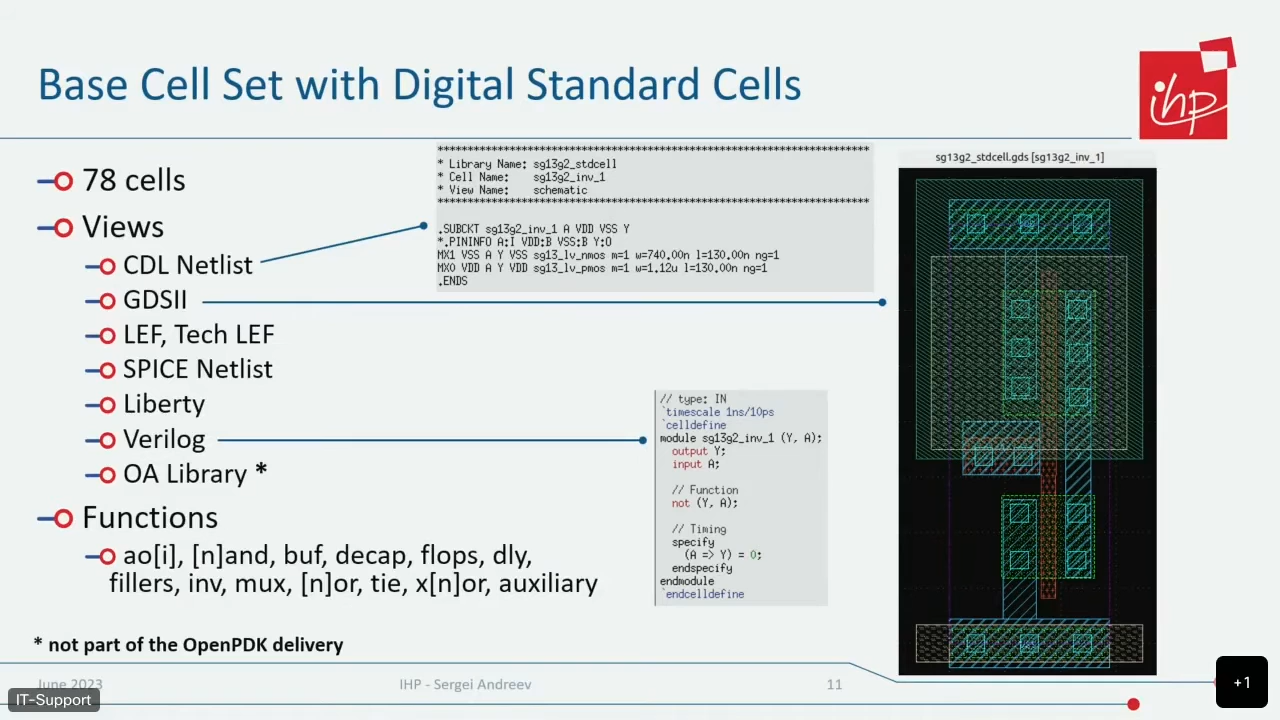 Base Cell Set with Digital Standard Cells
ihp
78 cells
Views
CDL Netlist
GDSII
LEF, Tech LEF
SPICE Netlist
Liberty
Verilog
OA Library *
Functions
ao[i], [n]and, buf, decap, flops, dly,
fillers, inv, mux, [n]or, tie, x[n]or, auxiliary
* not part of the OpenPDK delivery
*******************************************************************************
* Library Name: sg13g2_stdcell
* Cell Name:    sg13g2_inv_1
* View Name:    schematic
*******************************************************************************
.SUBCKT sg13g2_inv_1 A VDD VSS Y
*.PININFO A:I VDD:B VSS:B Y:O
MX1 VSS A Y VSS sg13_lv_nmos m=1 w=740.00n l=130.00n ng=1
MX0 VDD A Y VDD sg13_lv_pmos m=1 w=1.12u l=130.00n ng=1
.ENDS
// type: IN
`timescale 1ns/10ps
`celldefine
module sg13g2_inv_1 (Y, A);
output Y;
input A;
// Function
not (Y, A);
// Timing
specify
(A => Y) = 0;
endspecify
endmodule
`endcelldefine
sg13g2_stdcell.gds [sg13g2_inv_1]
June 2023
IHP - Sergei Andreev
11
IT-Support
+1